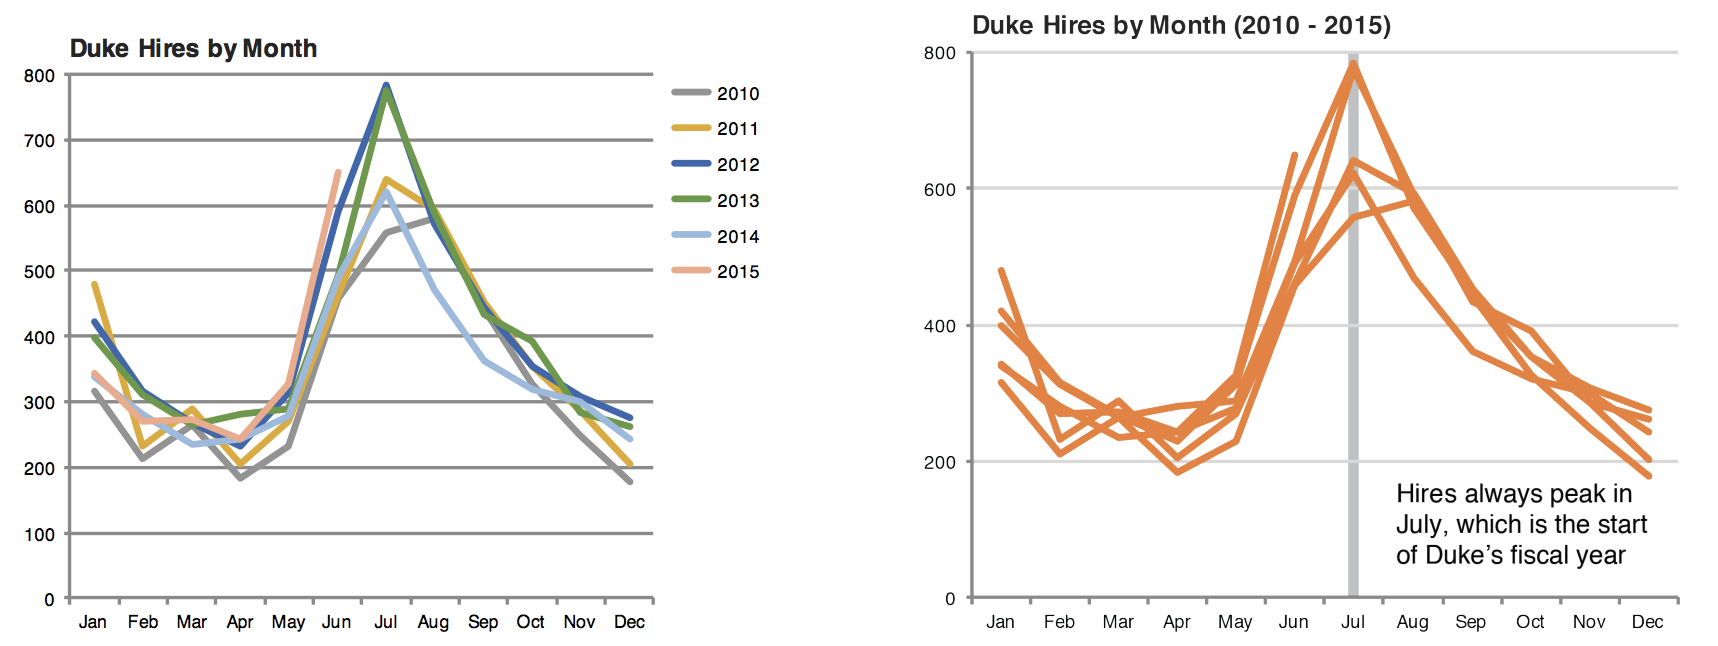 Duke Hires by Month
800
700
600
500
400
300
200
100
0
Jan Feb Mar Apr May Jun Jul Aug Sep Oct Nov Dec
2010
2011
2012
2013
2014
2015
Duke Hires by Month (2010 - 2015)
800
600
400
200
0
Hires always peak in
July, which is the start
of Duke’s fiscal year
Jan Feb Mar Apr May Jun Jul Aug Sep Oct Nov Dec